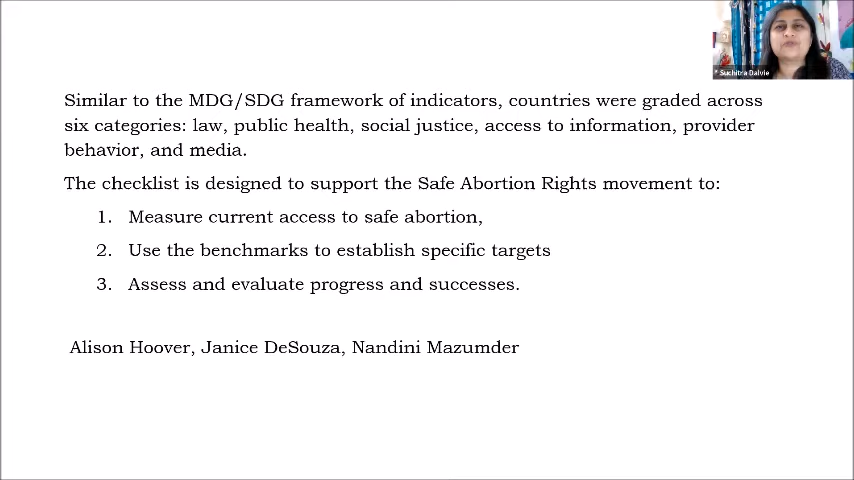 * Suchitra Dalvie
Similar to the MDG/SDG framework of indicators, countries were graded across
six categories: law, public health, social justice, access to information, provider
behavior, and media.
The checklist is designed to support the Safe Abortion Rights movement to:
1. Measure current access to safe abortion,
2. Use the benchmarks to establish specific targets
3. Assess and evaluate progress and successes.
Alison Hoover, Janice DeSouza, Nandini Mazumder